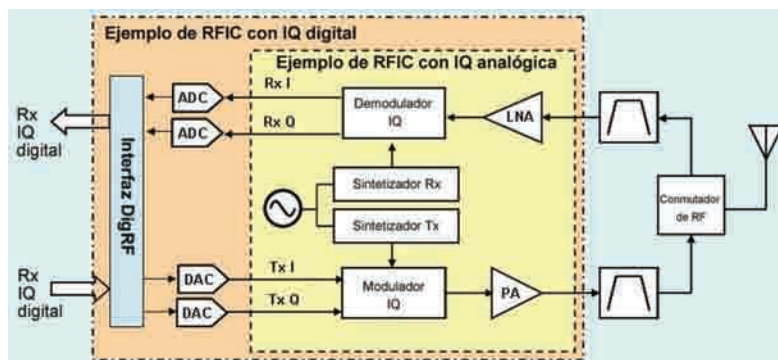 Ejemplo de RFIC con IQ digital
Ejemplo de RFIC con IQ analógica
Rx
IQ
digital
Interfaz DigRF
ADC
Rx I
ADC
Rx Q
Demodulador
IQ
LNA
Sintetizador Rx
Sintetizador Tx
Conmutador
de RF
Rx
IQ
digital
DAC
Tx I
DAC
Tx Q
Modulador
IQ
PA